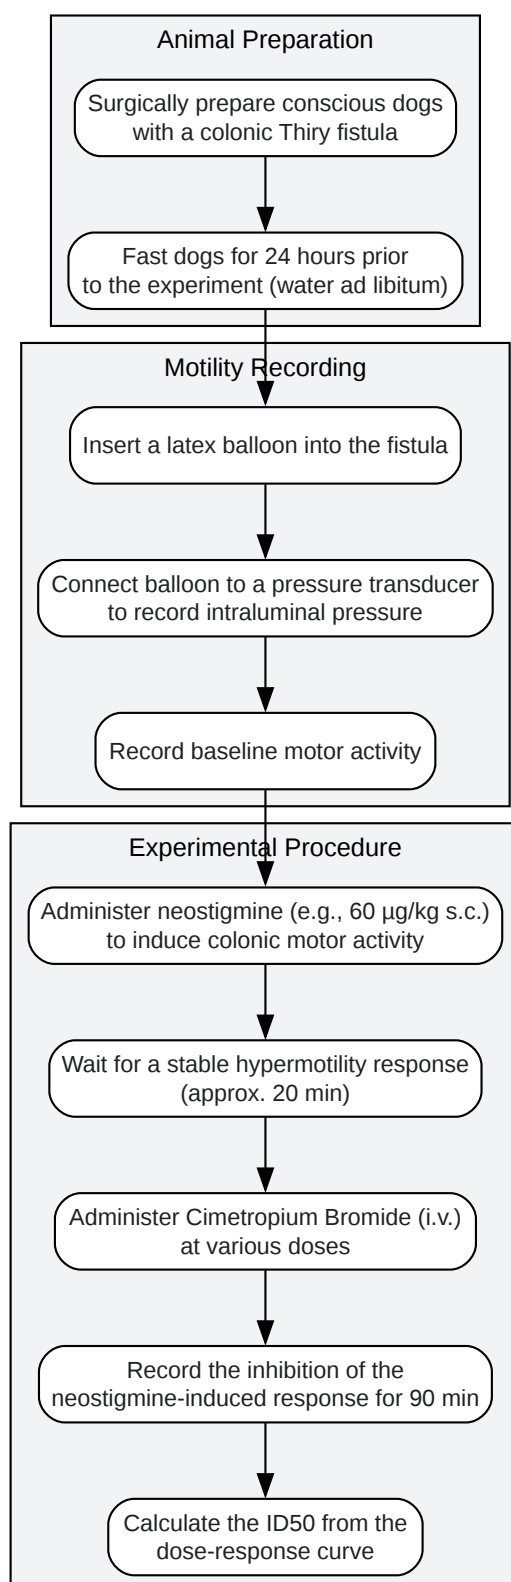 Animal Preparation
Surgically prepare conscious dogs
with a colonic Thiry fistula
Fast dogs for 24 hours prior
to the experiment (water ad libitum)
Motility Recording
Insert a latex balloon into the fistula
Connect balloon to a pressure transducer
to record intraluminal pressure
Record baseline motor activity
Experimental Procedure
Administer neostigmine (e.g., 60 µg/kg s.c.)
to induce colonic motor activity
Wait for a stable hypermotility response
(approx. 20 min)
Administer Cimetropium Bromide (i.v.)
at various doses
Record the inhibition of the
neostigmine-induced response for 90 min
Calculate the ID50 from the
dose-response curve